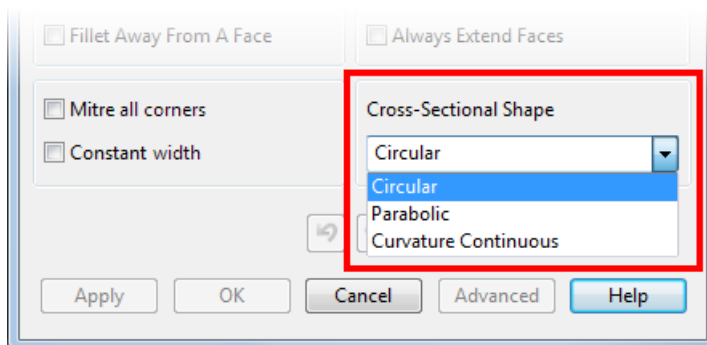 Fillet Away From A Face
Always Extend Faces
Mitre all corners
Constant width
Cross-Sectional Shape
Circular
Circular
Parabolic
Curvature Continuous
Apply
OK
Cancel
Advanced
Help